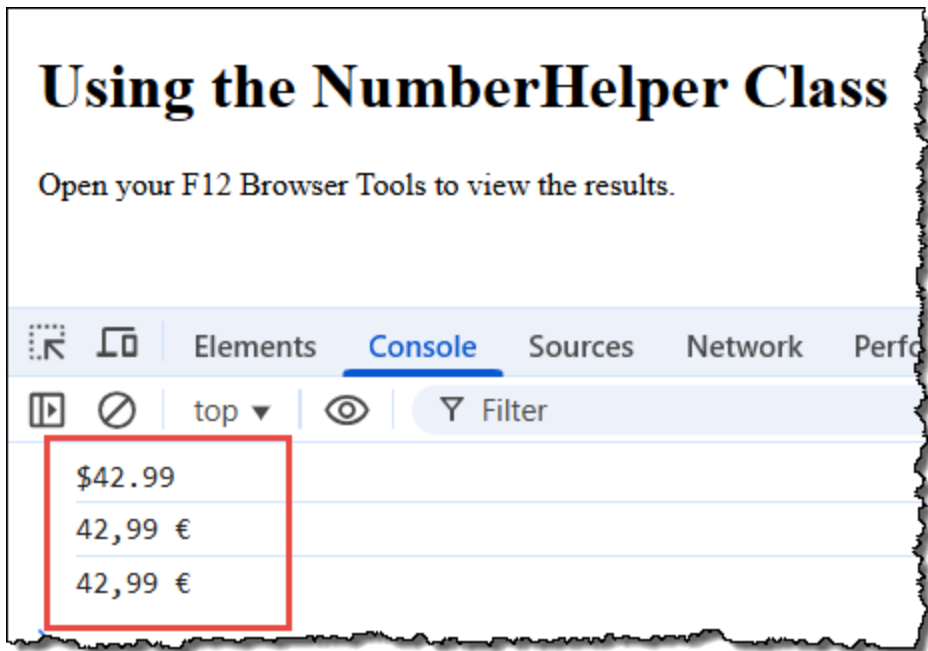 Using the NumberHelper Class
Open your F12 Browser Tools to view the results.
Elements Console Sources Network
top Filter
$42.99
42,99 €
42,99 €